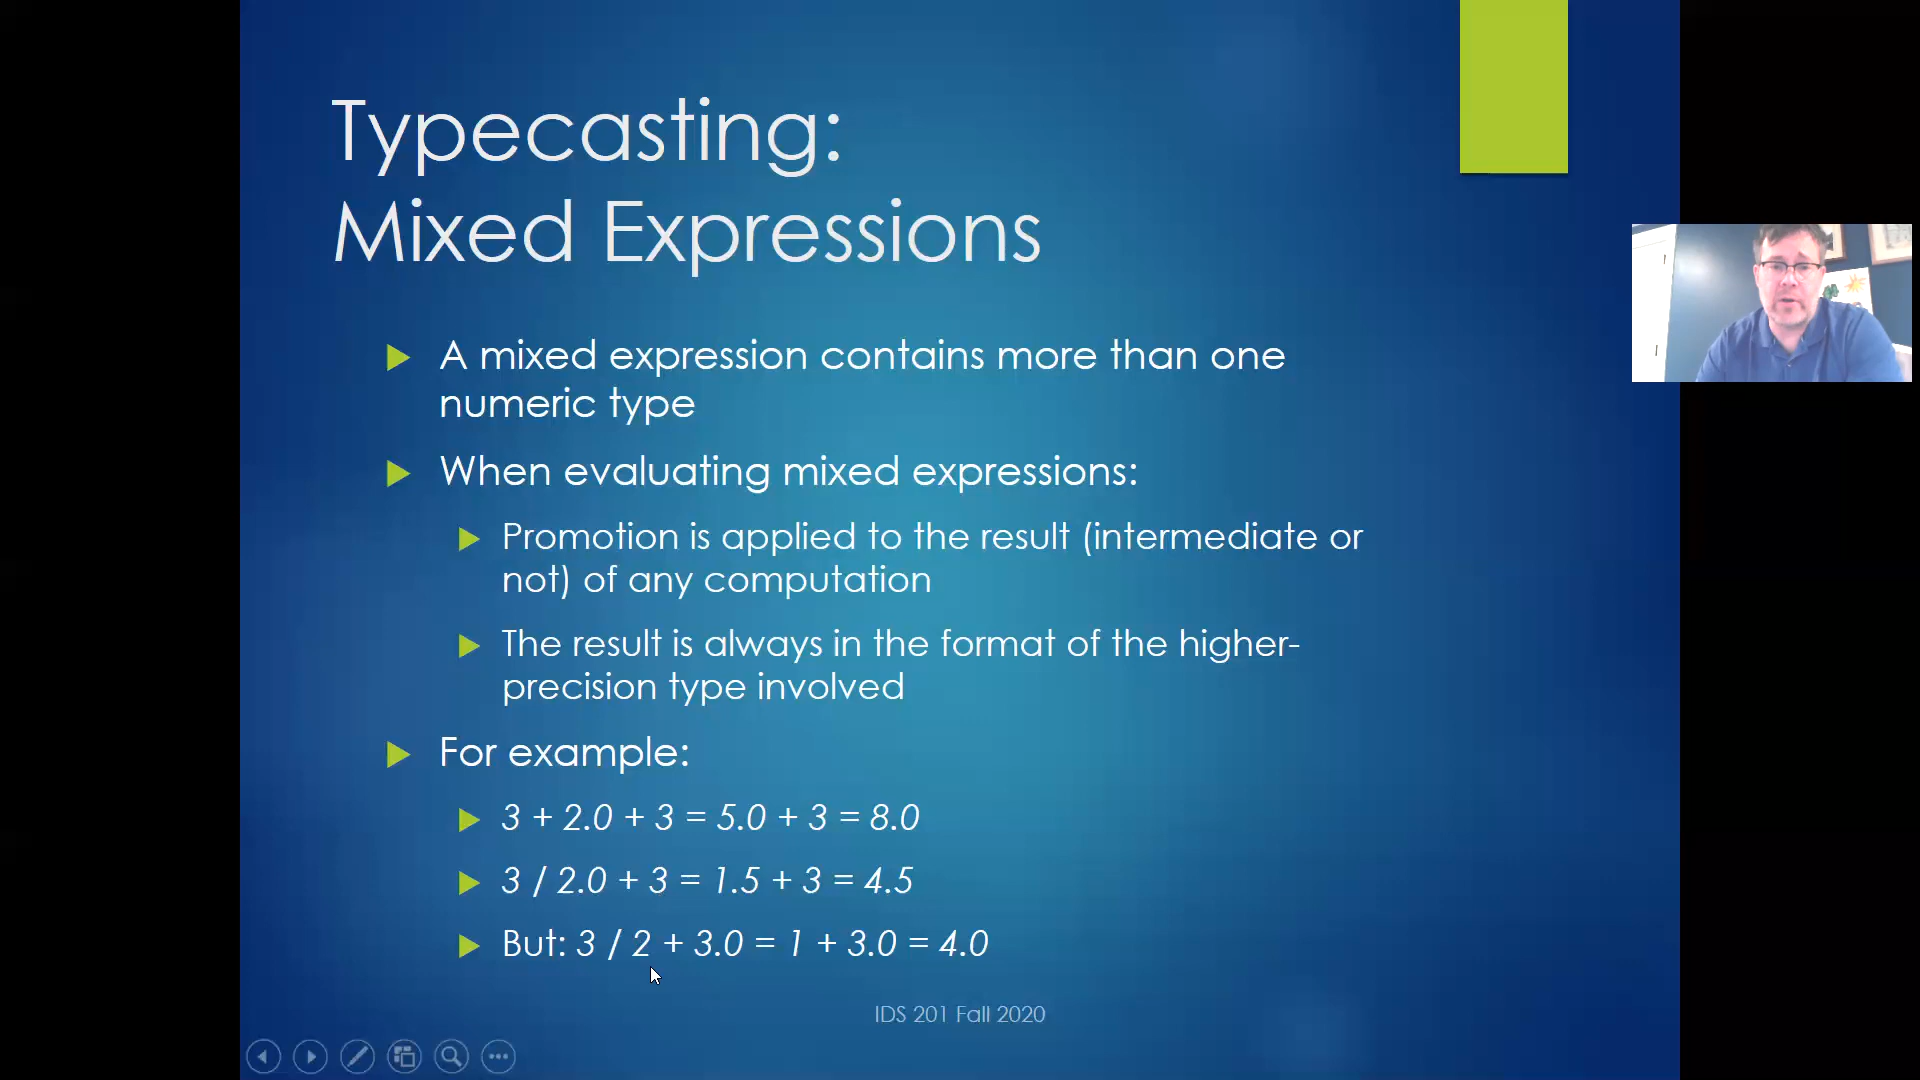 Typecasting:
Mixed Expressions
A mixed expression contains more than one
numeric type
When evaluating mixed expressions:
Promotion is applied to the result (intermediate or
not) of any computation
The result is always in the format of the higher-
precision type involved
For example:
3 + 2.0 + 3 = 5.0 + 3 = 8.0
3 / 2.0 + 3 = 1.5 + 3 = 4.5
But: 3 / 2 + 3.0 = 1 + 3.0 = 4.0
IDS 201 Fall 2020